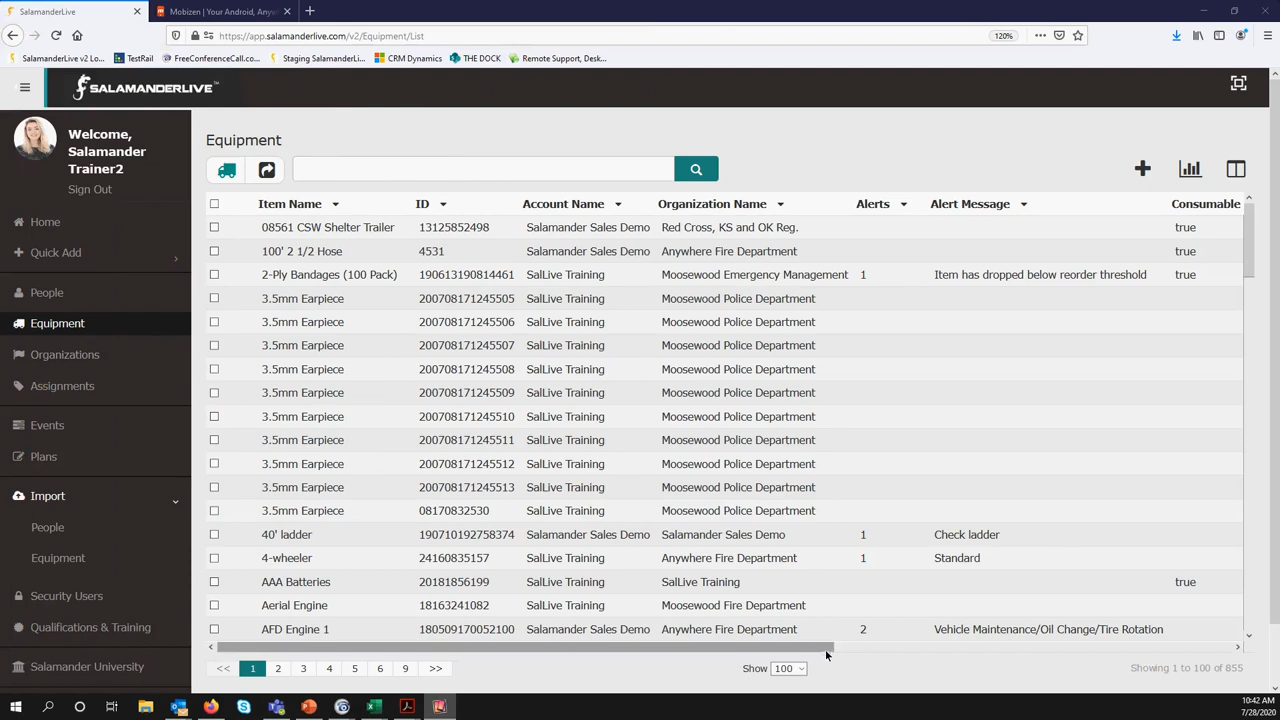 SalamanderLive
Mobizen | Your Android, Anyw
https://app.salamanderlive.com/v2/Equipment/List
120%
SalamanderLive v2 Lo...
TestRail
FreeConferenceCall.co...
Staging SalamanderLi...
CRM Dynamics
THE DOCK
Remote Support, Desk...
SALAMANDERLIVE™
Welcome,
Salamander
Trainer2
Sign Out
Home
Quick Add
People
Equipment
Organizations
Assignments
Events
Plans
Import
People
Equipment
Security Users
Qualifications & Training
Salamander University
Equipment
Item Name ID Account Name Organization Name Alerts Alert Message Consumable
08561 CSW Shelter Trailer 13125852498 Salamander Sales Demo Red Cross, KS and OK Reg. true
100' 2 1/2 Hose 4531 Salamander Sales Demo Anywhere Fire Department true
2-Ply Bandages (100 Pack) 190613190814461 SalLive Training Moosewood Emergency Management 1 Item has dropped below reorder threshold true
3.5mm Earpiece 200708171245505 SalLive Training Moosewood Police Department
3.5mm Earpiece 200708171245506 SalLive Training Moosewood Police Department
3.5mm Earpiece 200708171245507 SalLive Training Moosewood Police Department
3.5mm Earpiece 200708171245508 SalLive Training Moosewood Police Department
3.5mm Earpiece 200708171245509 SalLive Training Moosewood Police Department
3.5mm Earpiece 200708171245510 SalLive Training Moosewood Police Department
3.5mm Earpiece 200708171245511 SalLive Training Moosewood Police Department
3.5mm Earpiece 200708171245512 SalLive Training Moosewood Police Department
3.5mm Earpiece 200708171245513 SalLive Training Moosewood Police Department
3.5mm Earpiece 08170832530 SalLive Training Moosewood Police Department
40' ladder 190710192758374 Salamander Sales Demo Salamander Sales Demo 1 Check ladder
4-wheeler 24160835157 SalLive Training Anywhere Fire Department 1 Standard
AAA Batteries 20181856199 SalLive Training SalLive Training true
Aerial Engine 18163241082 SalLive Training Moosewood Fire Department
AFD Engine 1 180509170052100 Salamander Sales Demo Anywhere Fire Department 2 Vehicle Maintenance/Oil Change/Tire Rotation
<< 1 2 3 4 5 6 9 >> Show 100 Showing 1 to 100 of 855
10:42 AM
7/28/2020